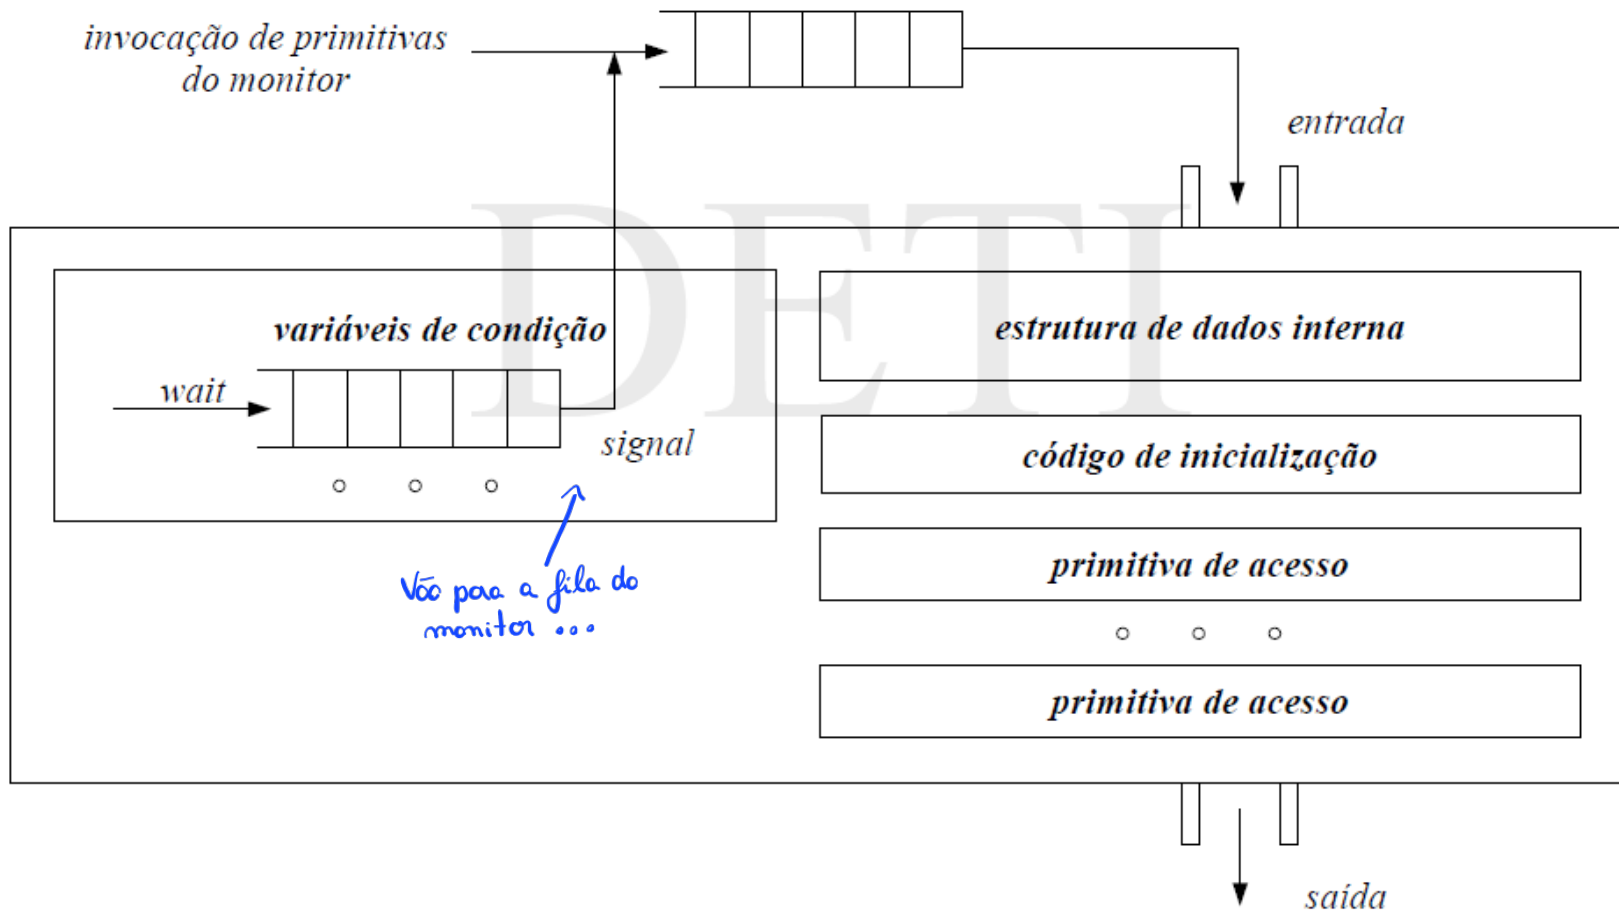 invocação de primitivas
do monitor
entrada
DETI
variáveis de condição
estrutura de dados interna
wait
signal
código de inicialização
Vão para a fila do
monitor ...
primitiva de acesso
primitiva de acesso
saída